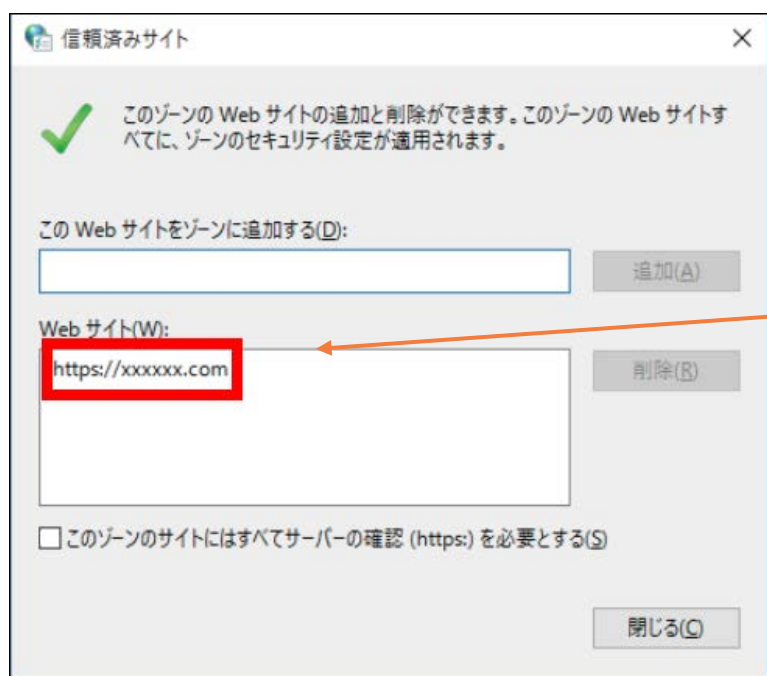 信頼済みサイト
このゾーンの Web サイトの追加と削除ができます。このゾーンの Web サイトす
べてに、ゾーンのセキュリティ設定が適用されます。
この Web サイトをゾーンに追加する(D):
追加(A)
Web サイト(W):
https://xxxxxx.com
削除(R)
このゾーンのサイトにはすべてサーバーの確認 (https:) を必要とする(S)
閉じる(C)